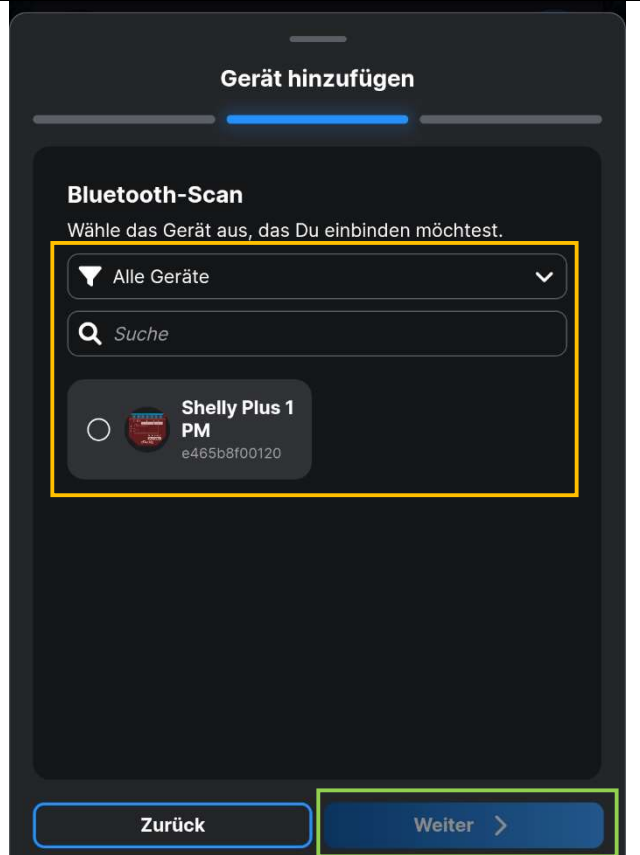 Gerät hinzufügen
Bluetooth-Scan
Wähle das Gerät aus, das Du einbinden möchtest.
Alle Geräte
Suche
Shelly Plus 1
PM
e465b8f00120
Zurück
Weiter